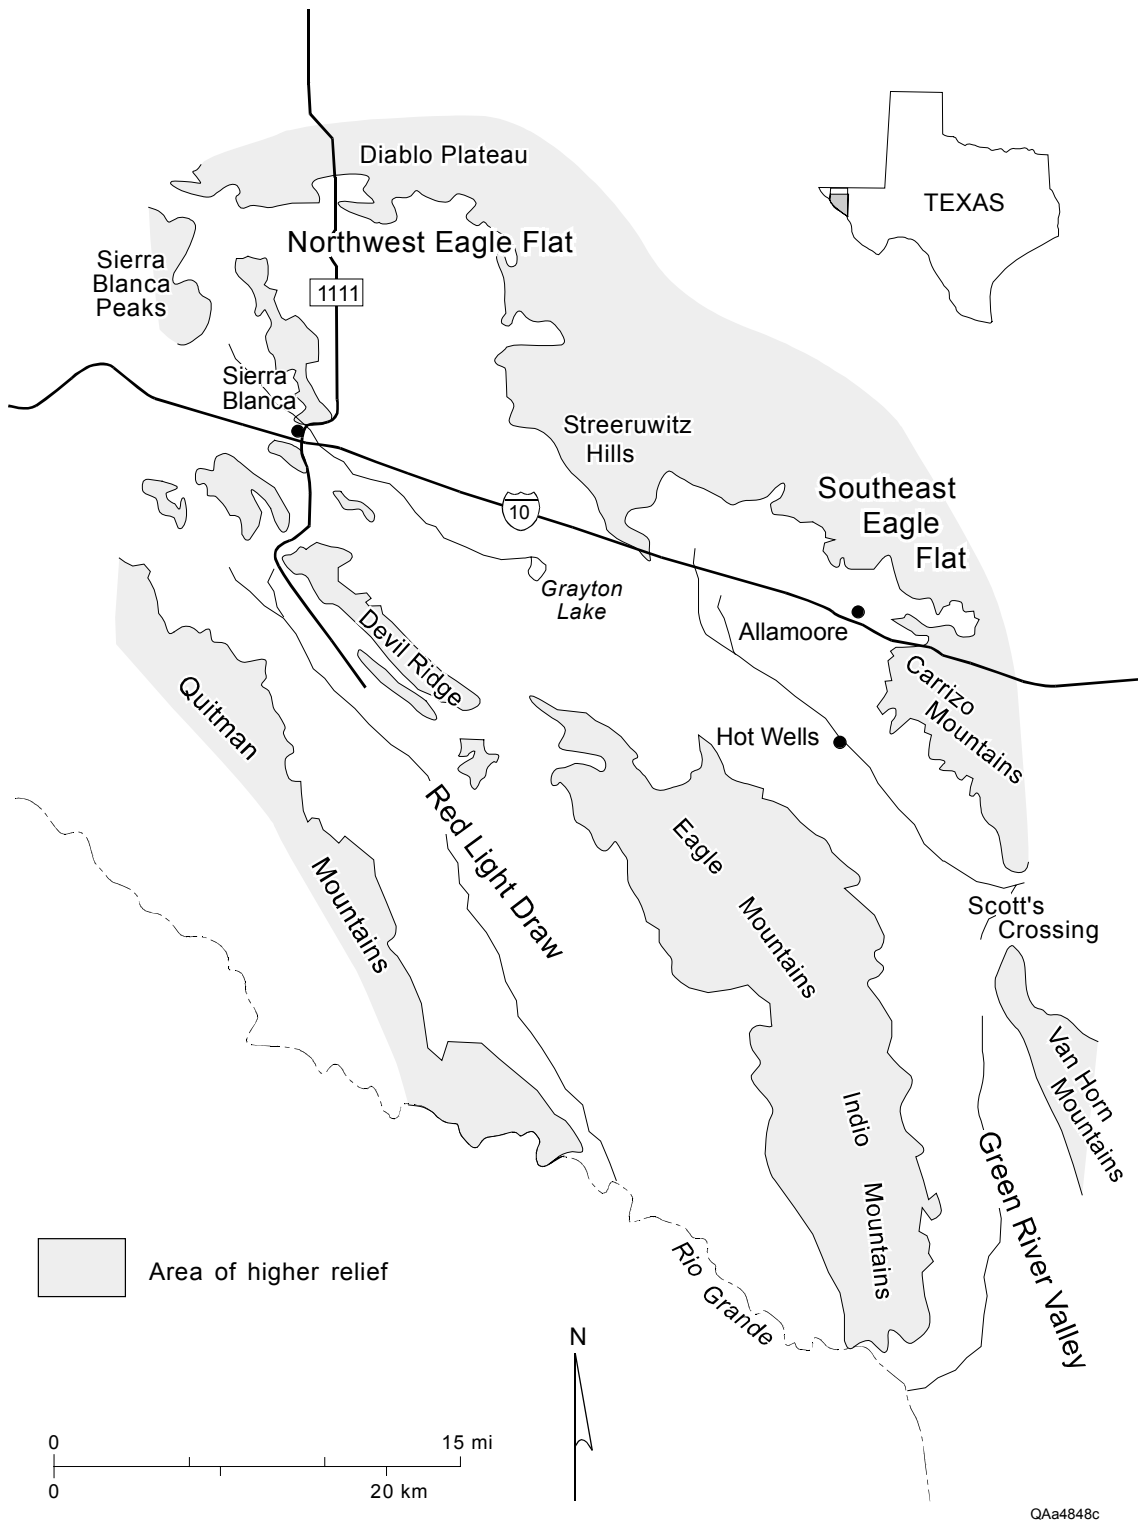 Diablo Plateau
TEXAS
Northwest Eagle Flat
Sierra
Blanca
Peaks
1111
Sierra
Blanca
Streeruwitz
Hills
Southeast
Eagle
Flat
10
Grayton
Lake
Allamoore
Devil Ridge
Carrizo
Mountains
Quitman
Mountains
Hot Wells
Red Light Draw
Eagle
Mountains
Scott's
Crossing
Van Horn
Mountains
Indio
Mountains
Green River Valley
Rio Grande
Area of higher relief
N
0
15 mi
0
20 km
QAa4848c